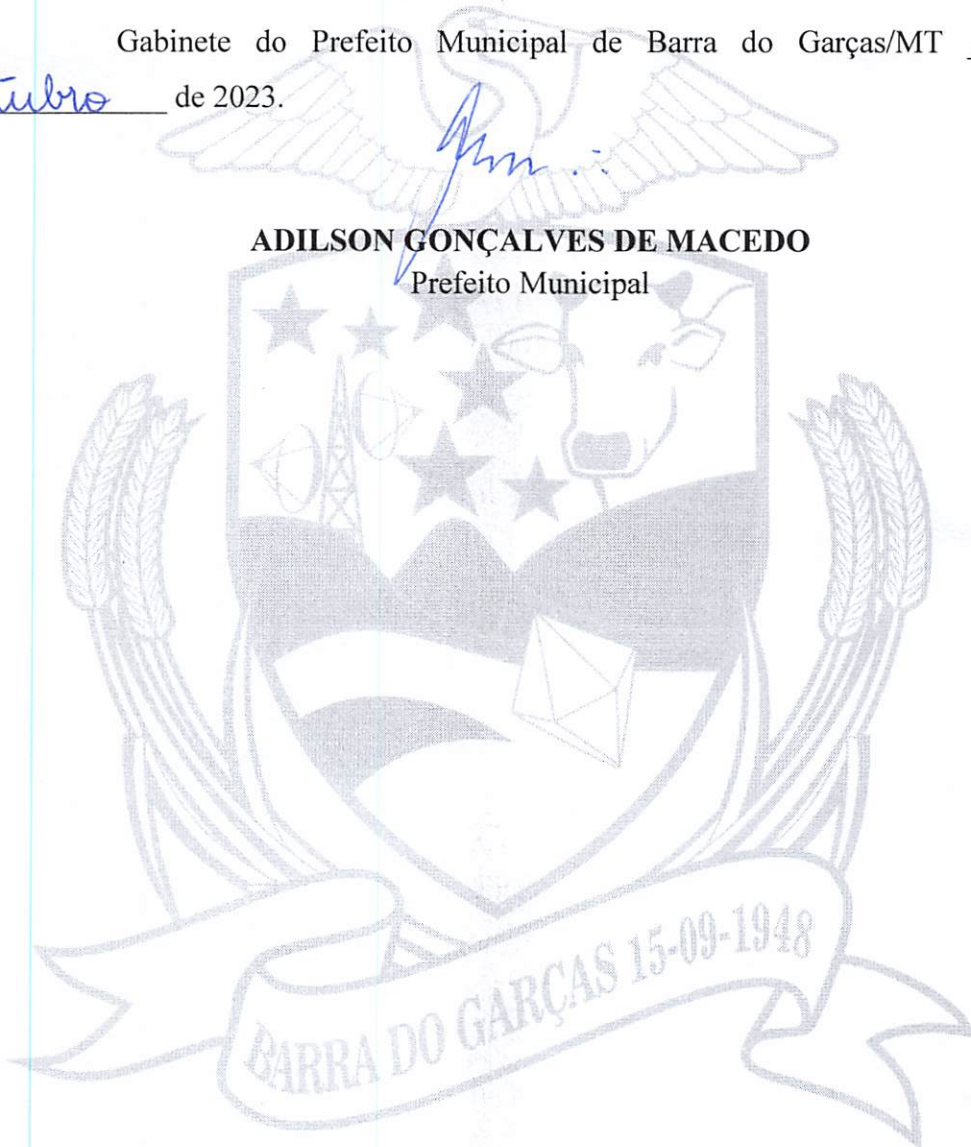 Gabinete do Prefeito Municipal de Barra do Garças/MT _
tubro de 2023.
ADILSON GONÇALVES DE MACEDO
Prefeito Municipal
BARRA DO GARÇAS 15-09-1948